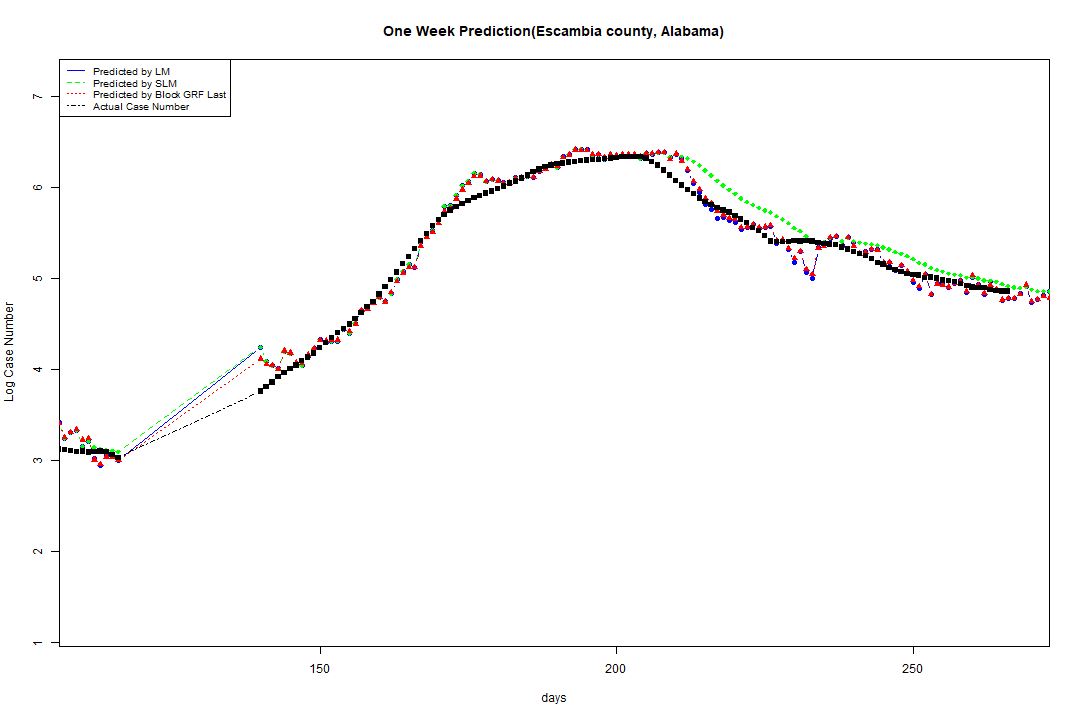 One Week Prediction(Escambia county, Alabama)
Predicted by LM
Predicted by SLM
Predicted by Block GRF Last
Actual Case Number
7
6
5
4
3
2
1
Log Case Number
150
200
250
days